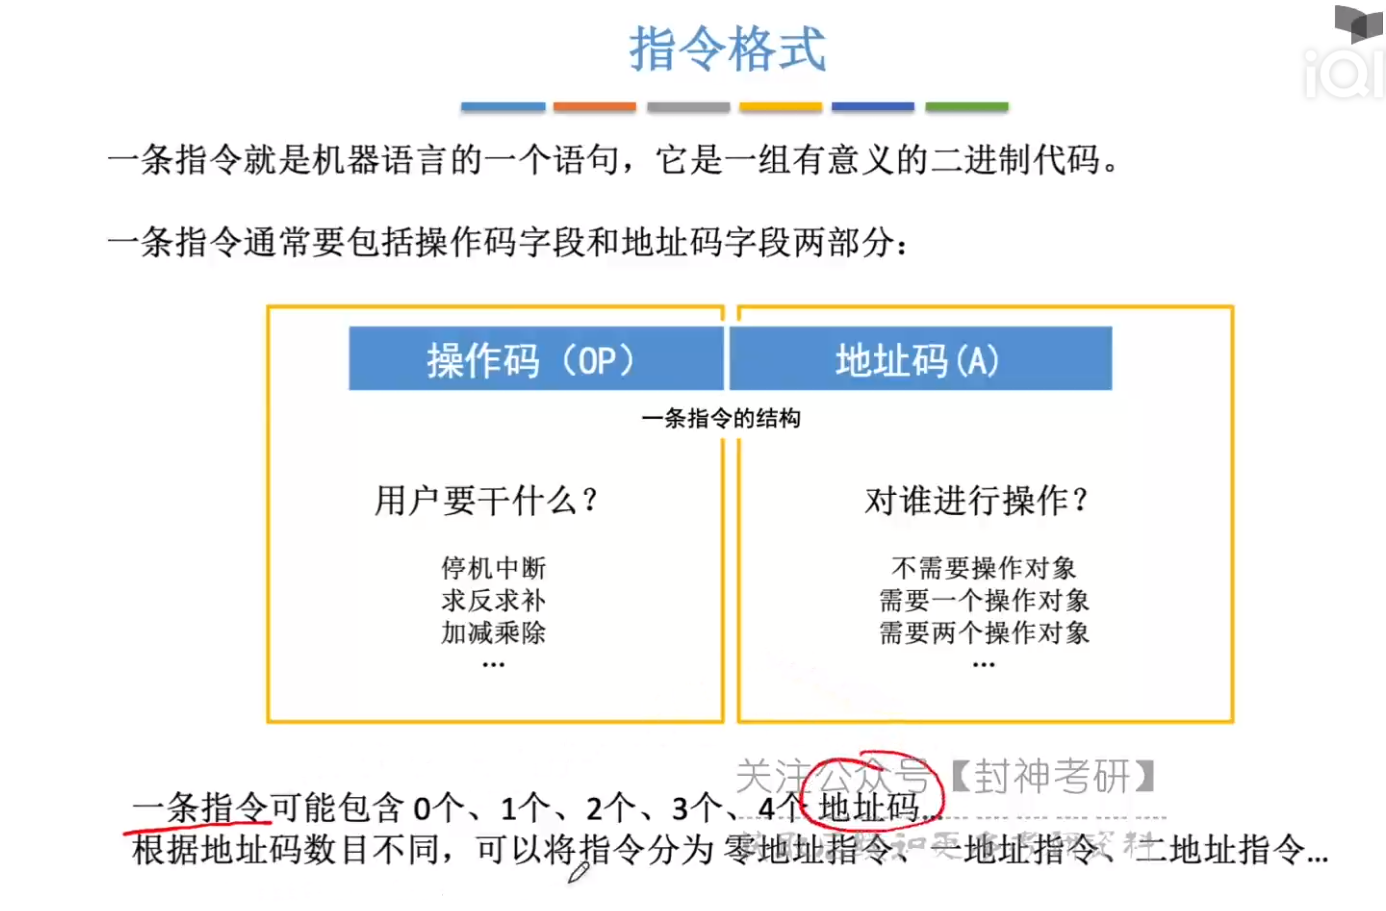 指令格式
iQI
一条指令就是机器语言的一个语句，它是一组有意义的二进制代码。
一条指令通常要包括操作码字段和地址码字段两部分：
操作码（OP） 地址码(A)
一条指令的结构
用户要干什么？ 对谁进行操作？
停机中断 不需要操作对象
求反求补 需要一个操作对象
加减乘除 需要两个操作对象
... ...
关注公众号【封神考研】
一条指令可能包含 0个、1个、2个、3个、4个 地址码...
根据地址码数目不同，可以将指令分为 零地址指令、一地址指令、二地址指令...